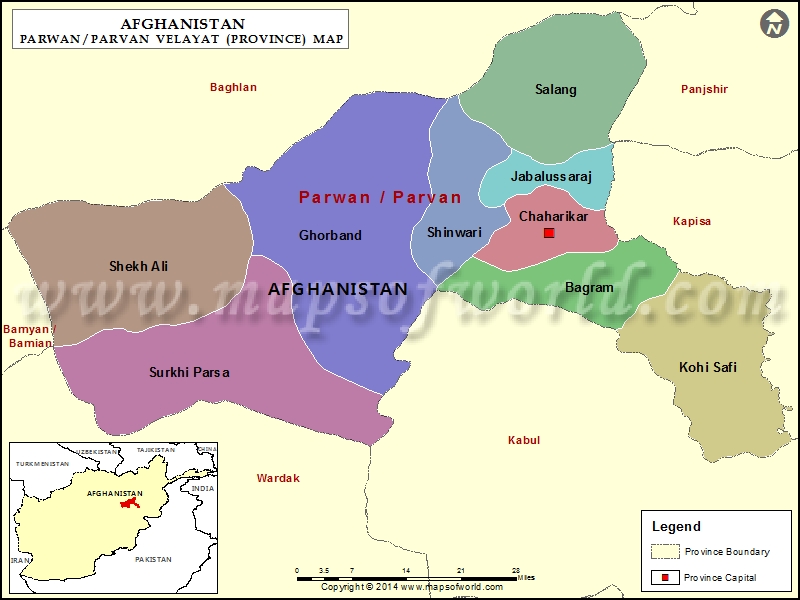 AFGHANISTAN
PARWAN / PARVAN VELAYAT (PROVINCE) MAP
N
Baghlan
Salang
Panjshir
Jabalussaraj
Parwan / Parvan
Chaharikar
Kapisa
Shinwari
Ghorband
Shekh Ali
AFGHANISTAN
Bagram
www.mapsofworld.com
Bamyan /
Bamian
Surkhi Parsa
Kohi Safi
Kabul
Wardak
UZBEKISTAN
TAJIKISTAN
CHINA
TURKMENISTAN
AFGHANISTAN
INDIA
PAKISTAN
IRAN
Legend
Province Boundary
Province Capital
0 3.5 7 14 21 28
Miles
Copyright © 2014 www.mapsofworld.com